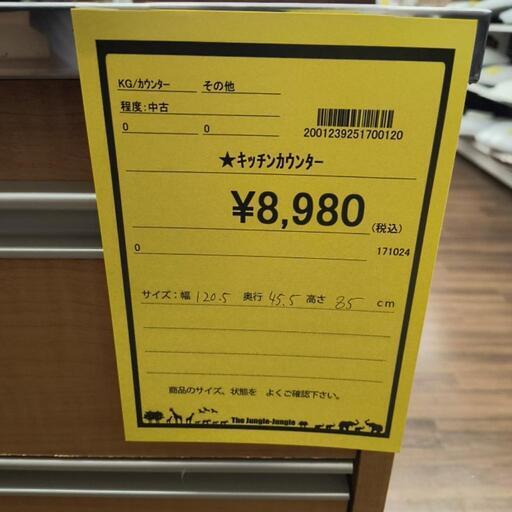 KG/カウンター その他
程度:中古
0 0
2001239251700120
★キッチンカウンター
¥8,980(税込)
0 171024
サイズ:幅 120.5 奥行 45.5 高さ 85 cm
商品のサイズ、状態を よくご確認下さい。
The Jungle-Jungle